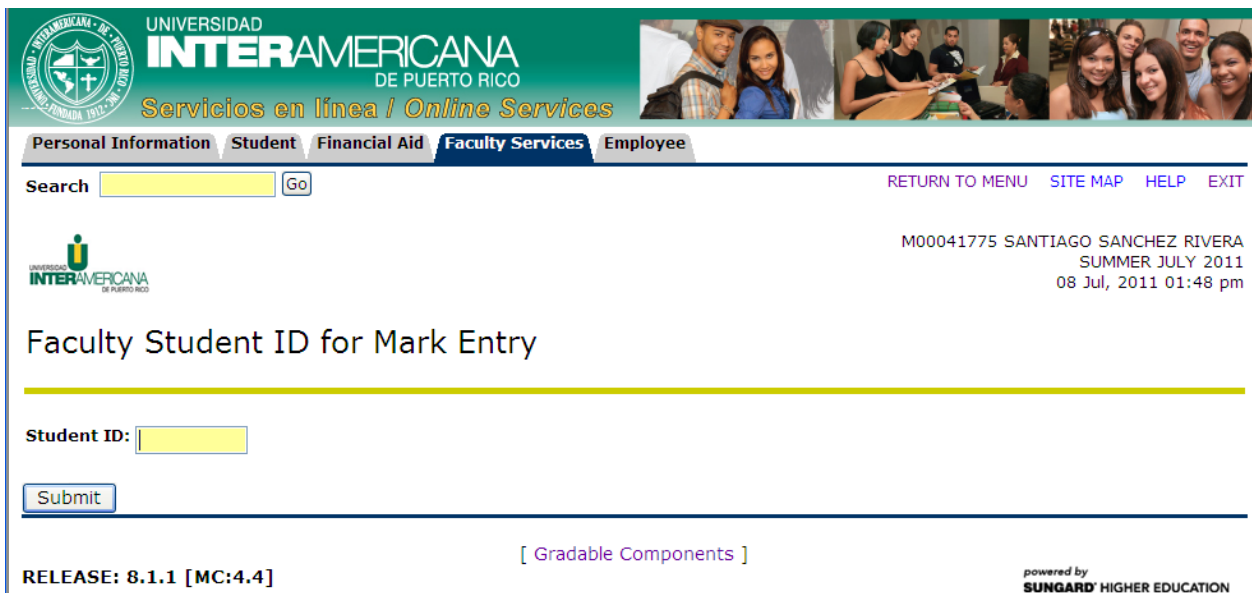 UNIVERSIDAD
INTERAMERICANA
DE PUERTO RICO
Servicios en línea / Online Services
Personal Information Student Financial Aid Faculty Services Employee
Search Go RETURN TO MENU SITE MAP HELP EXIT
UNIVERSIDAD
INTERAMERICANA
DE PUERTO RICO
M00041775 SANTIAGO SANCHEZ RIVERA
SUMMER JULY 2011
08 Jul, 2011 01:48 pm
Faculty Student ID for Mark Entry
Student ID:
Submit
[ Gradable Components ]
RELEASE: 8.1.1 [MC:4.4]
powered by
SUNGARD' HIGHER EDUCATION